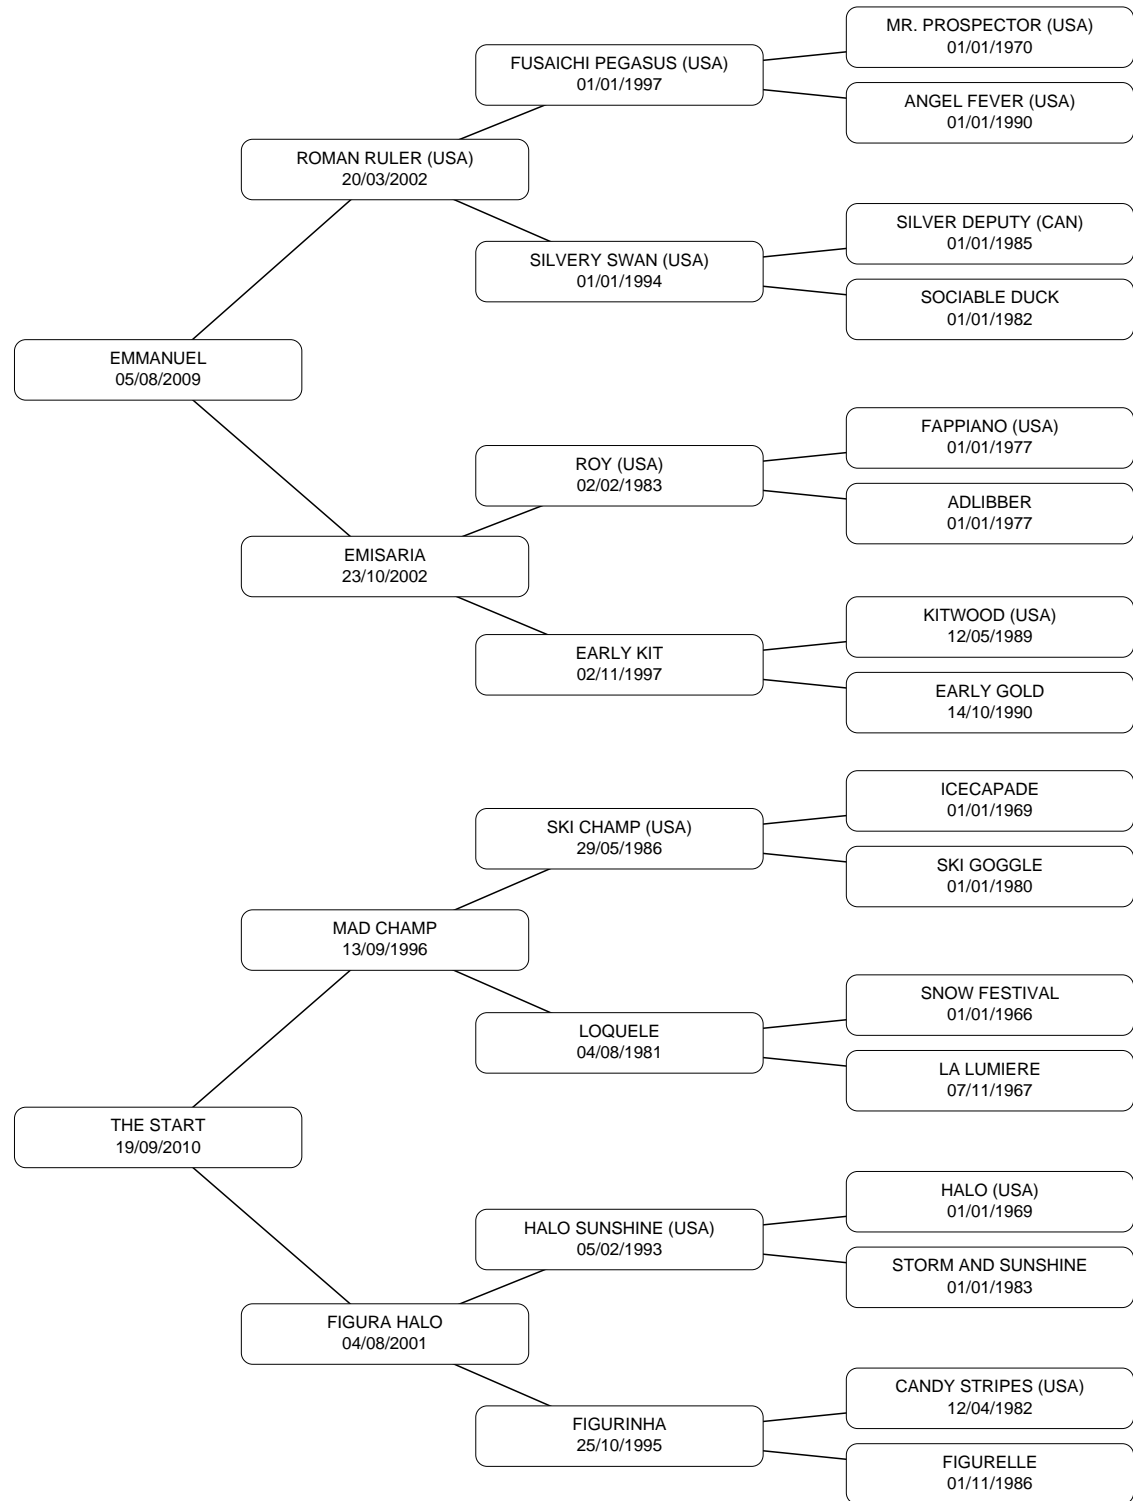 MR. PROSPECTOR (USA)
01/01/1970
FUSAICHI PEGASUS (USA)
01/01/1997
ANGEL FEVER (USA)
01/01/1990
ROMAN RULER (USA)
20/03/2002
SILVER DEPUTY (CAN)
01/01/1985
SILVERY SWAN (USA)
01/01/1994
SOCIABLE DUCK
01/01/1982
EMMANUEL
05/08/2009
FAPPIANO (USA)
01/01/1977
ROY (USA)
02/02/1983
ADLIBBER
01/01/1977
EMISARIA
23/10/2002
KITWOOD (USA)
12/05/1989
EARLY KIT
02/11/1997
EARLY GOLD
14/10/1990
ICECAPADE
01/01/1969
SKI CHAMP (USA)
29/05/1986
SKI GOGGLE
01/01/1980
MAD CHAMP
13/09/1996
SNOW FESTIVAL
01/01/1966
LOQUELE
04/08/1981
LA LUMIERE
07/11/1967
THE START
19/09/2010
HALO (USA)
01/01/1969
HALO SUNSHINE (USA)
05/02/1993
STORM AND SUNSHINE
01/01/1983
FIGURA HALO
04/08/2001
CANDY STRIPES (USA)
12/04/1982
FIGURINHA
25/10/1995
FIGURELLE
01/11/1986